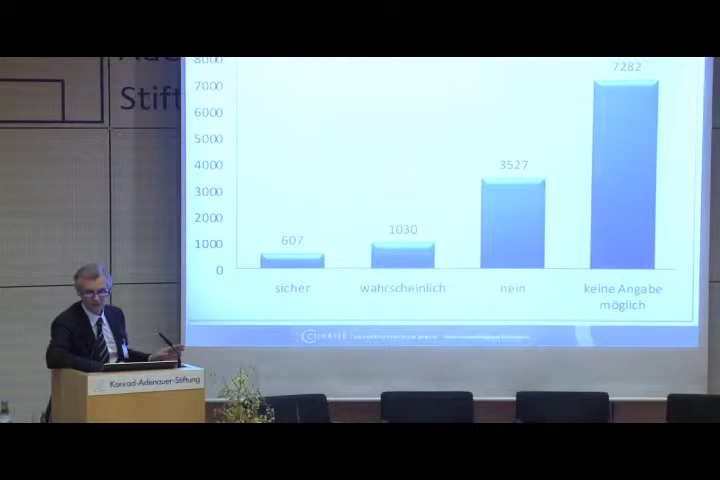 Stift
8000
7282
7000
6000
5000
4000
3527
3000
2000
1030
1000
607
0
sicher
wahrscheinlich
nein
keine Angabe
möglich
Konrad-Adenauer-Stiftung